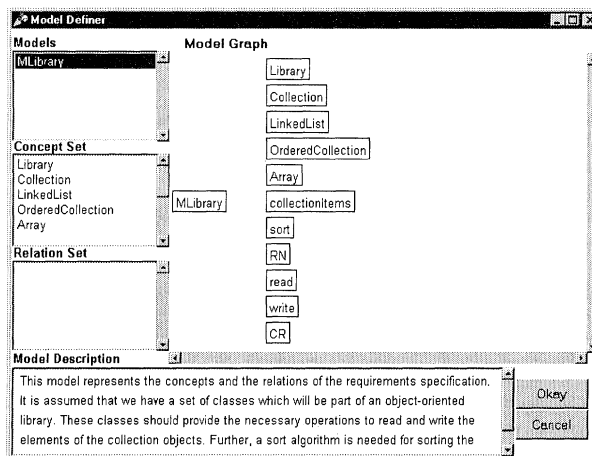 Model Definer
Models
Model Graph
MLibrary
Concept Set
Library
Collection
LinkedList
OrderedCollection
Array
Relation Set
MLibrary
Library
Collection
LinkedList
OrderedCollection
Array
collectionItems
sort
RN
read
write
CR
Model Description
This model represents the concepts and the relations of the requirements specification.
It is assumed that we have a set of classes which will be part of an object-oriented
library. These classes should provide the necessary operations to read and write the
elements of the collection objects. Further, a sort algorithm is needed for sorting the
Okay
Cancel